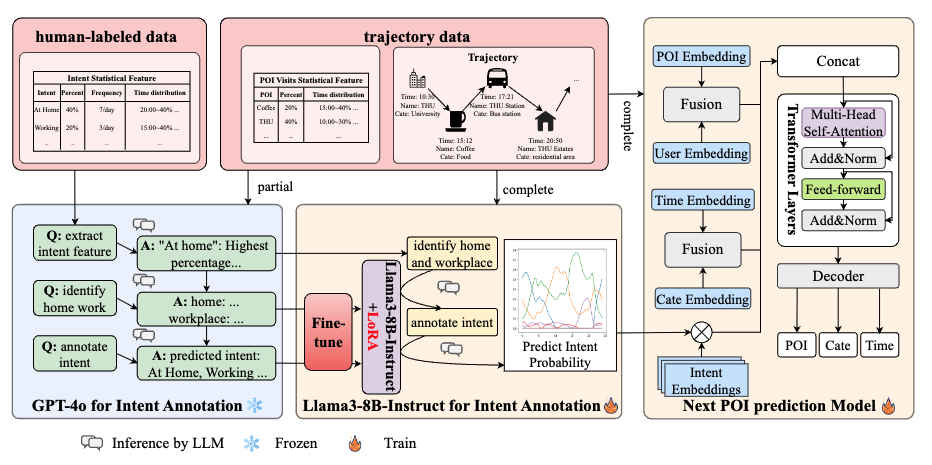 human-labeled data
Intent Statistical Feature
Intent Percent Frequency Time distribution
At Home 40% 7/day 20:00~40% ...
Working 20% 3/day 15:00~40% ...
... ... ... ...
trajectory data
POI Visits Statistical Feature
POI Percent Time distribution
Coffee 20% 15:00~40% ...
THU 40% 10:00~30% ...
... ... ...
Trajectory
Time: 10:30
Name: THU
Cate: University
Time: 17:21
Name: THU Station
Cate: Bus station
...
Time: 15:12
Name: Coffee
Cate: Food
Time: 20:50
Name: THU Estates
Cate: residential area
partial
complete
complete
Q: extract
intent feature
A: "At home": Highest
percentage...
Q: identify
home work
A: home: ...
workplace: ...
Q: annotate
intent
A: predicted intent:
At Home, Working ...
GPT-4o for Intent Annotation
Fine-
tune
Llama3-8B-Instruct
+LoRA
identify home
and workplace
annotate intent
Predict Intent
Probability
Llama3-8B-Instruct for Intent Annotation
POI Embedding
Fusion
User Embedding
Time Embedding
Fusion
Cate Embedding
Intent
Embeddings
Concat
Transformer Layers
Multi-Head
Self-Attention
Add&Norm
Feed-forward
Add&Norm
Decoder
POI
Cate
Time
Next POI prediction Model
Inference by LLM
Frozen
Train